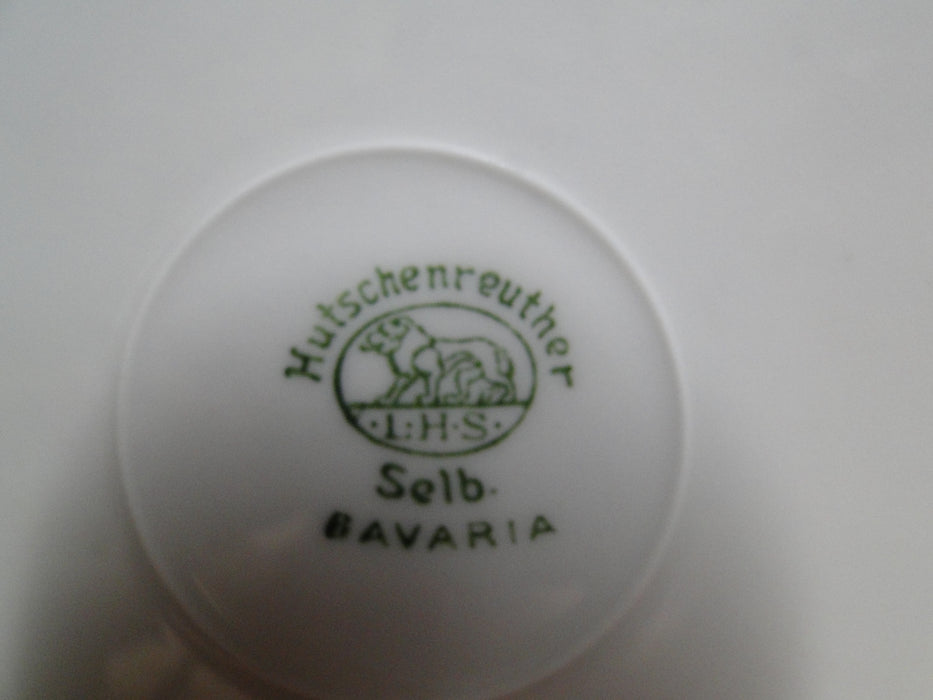 Hutschenreuther
·L·H·S·
Selb.
BAVARIA